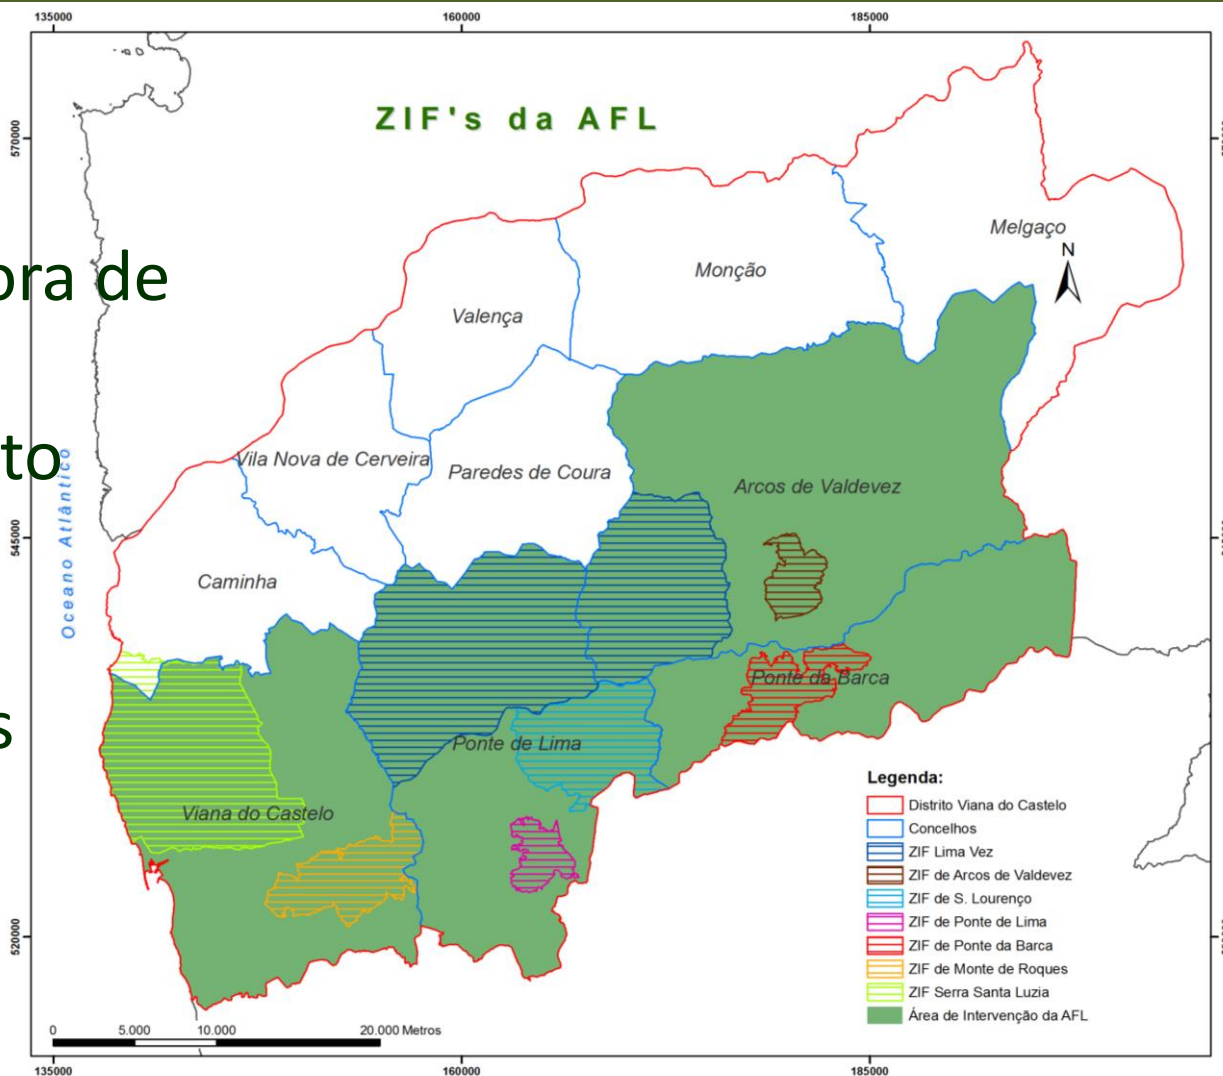 135000 160000 185000
ZIF's da AFL
570000
Melgaço
N
ora de
Monção
Valença
to
Vila Nova de Cerveira
Paredes de Coura
Arcos de Valdevez
Oceano Atlântico
545000
Caminha
Ponte da Barca
s
Ponte de Lima
Viana do Castelo
Legenda:
Distrito Viana do Castelo
Concelhos
ZIF Lima Vez
ZIF de Arcos de Valdevez
ZIF de S. Lourenço
ZIF de Ponte de Lima
ZIF de Ponte da Barca
ZIF de Monte de Roques
ZIF Serra Santa Luzia
Área de Intervenção da AFL
520000
0 5.000 10.000 20.000 Metros
135000 160000 185000